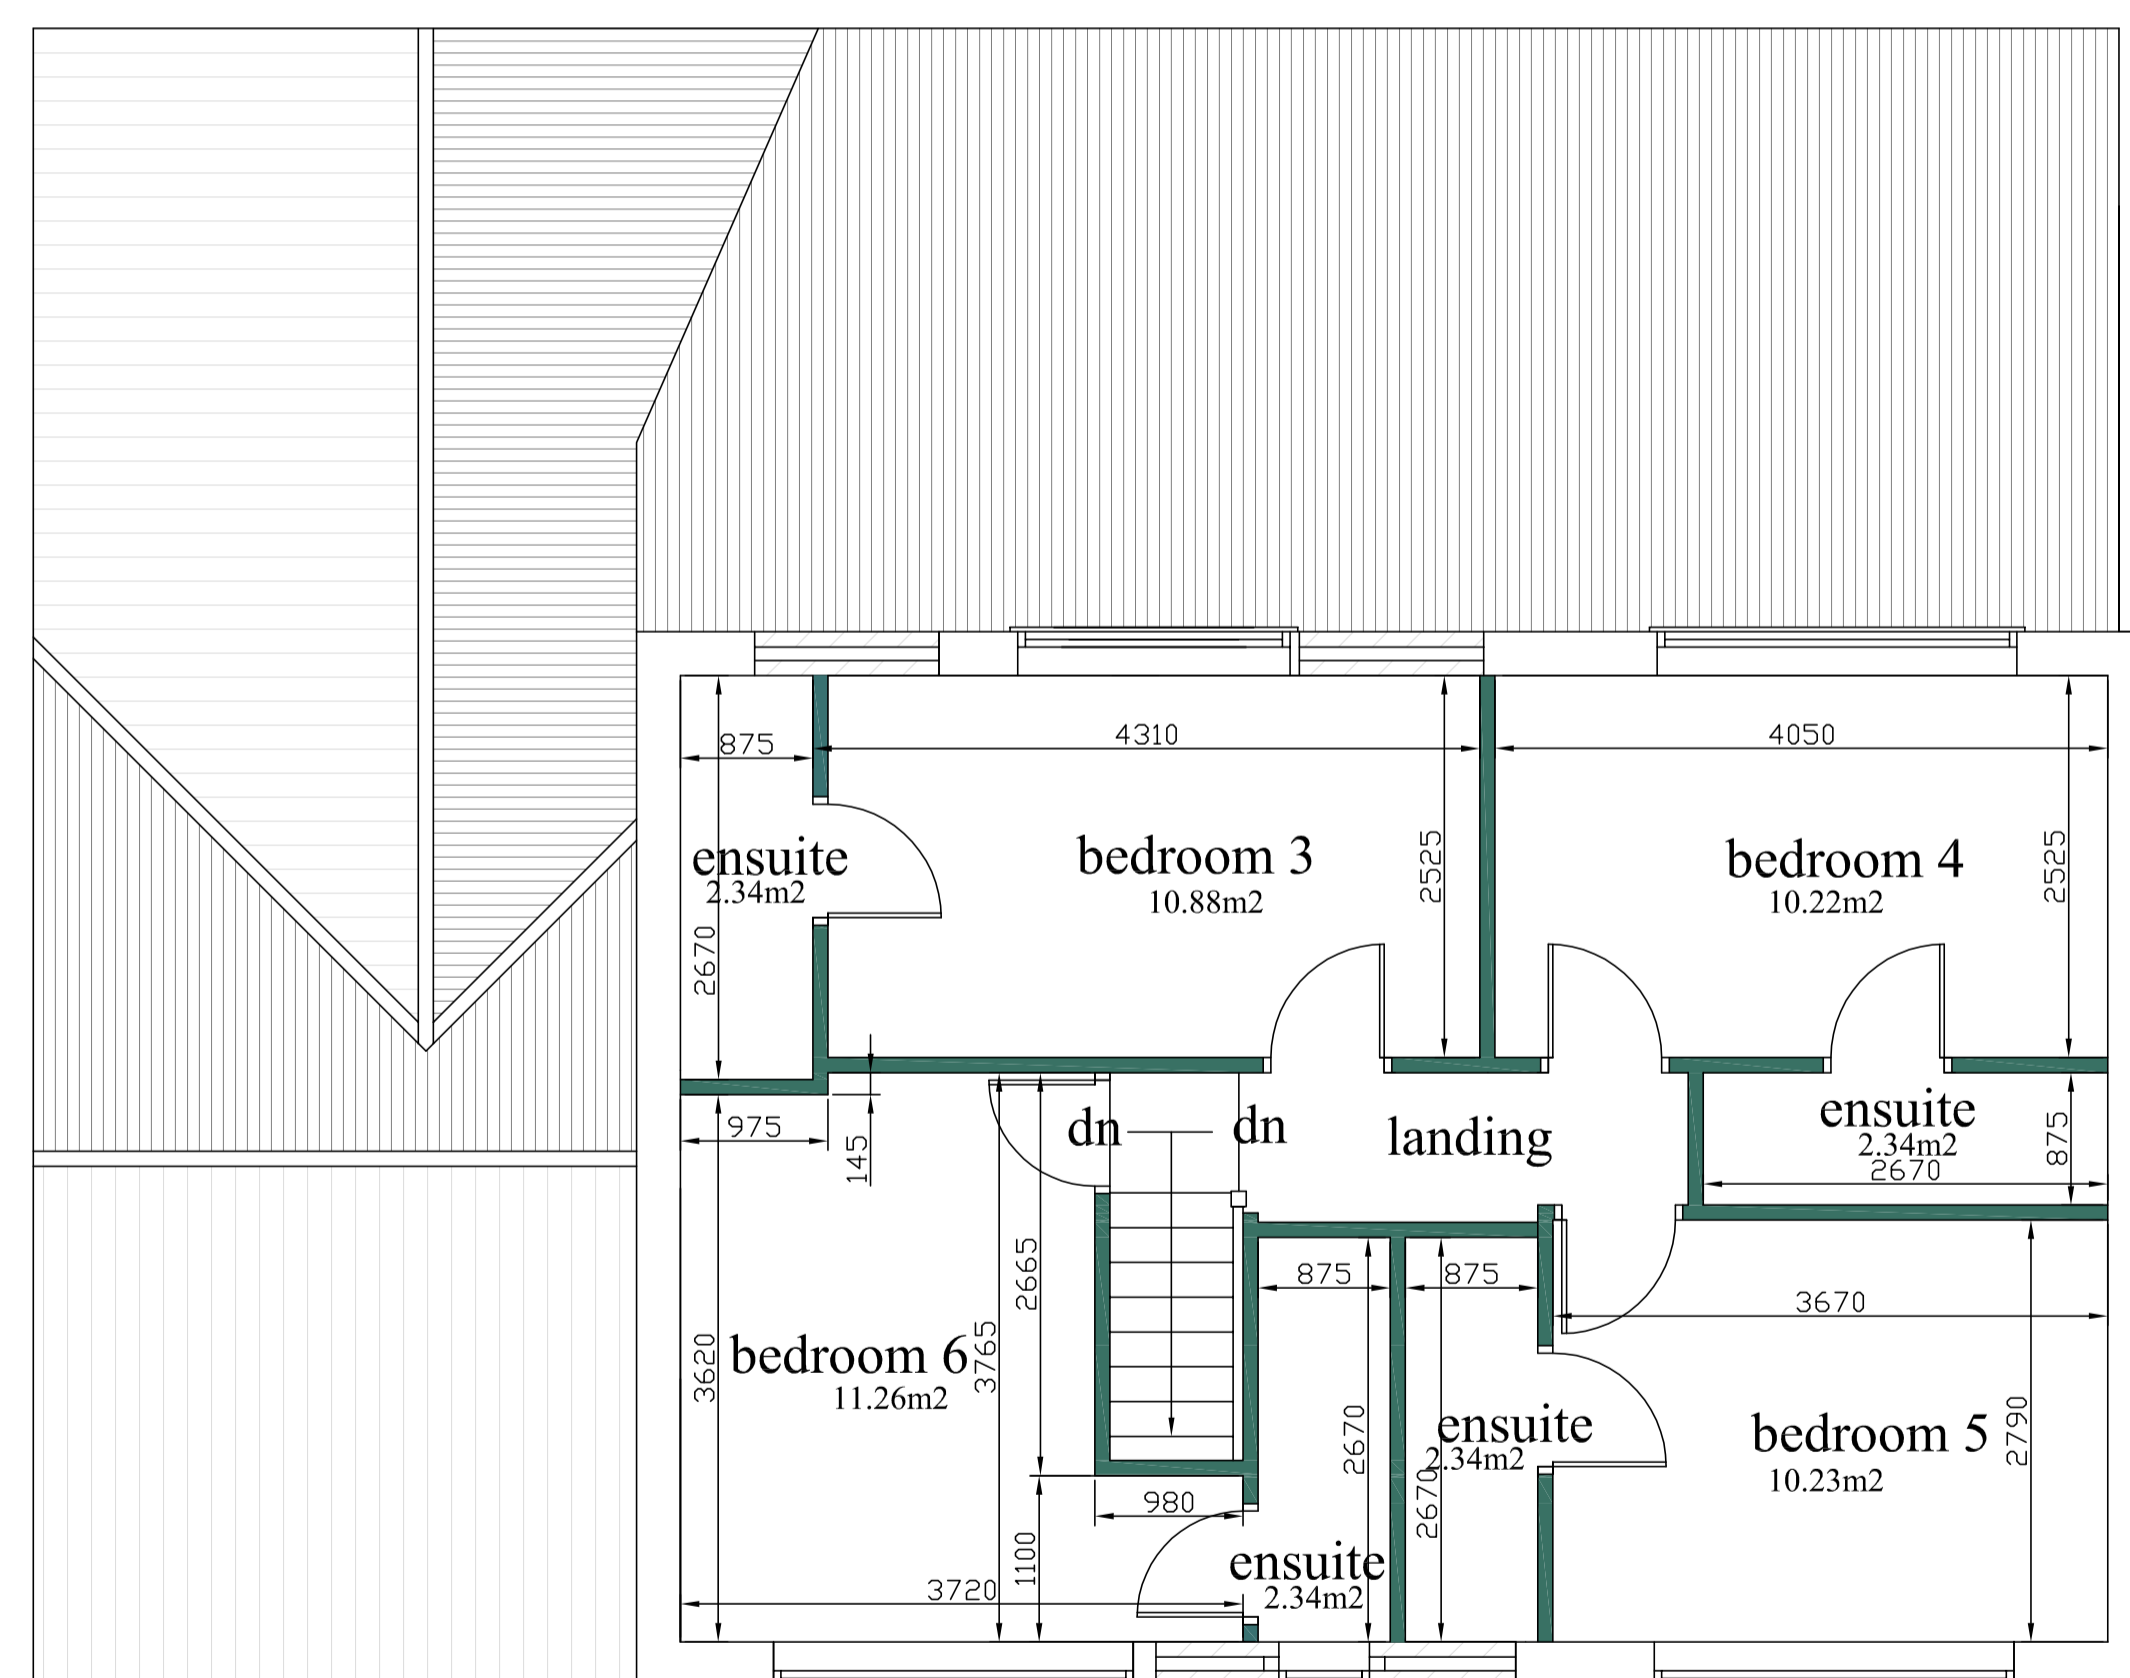 875
4310
4050
ensuite
2.34m2
2670
bedroom 3
10.88m2
2525
bedroom 4
10.22m2
2525
975
145
dn
dn
landing
ensuite
2.34m2
2670
875
3620
bedroom 6
11.26m2
3765
2665
875
875
3670
2670
ensuite
2.34m2
2670
bedroom 5
10.23m2
2790
980
1100
3720
ensuite
2.34m2